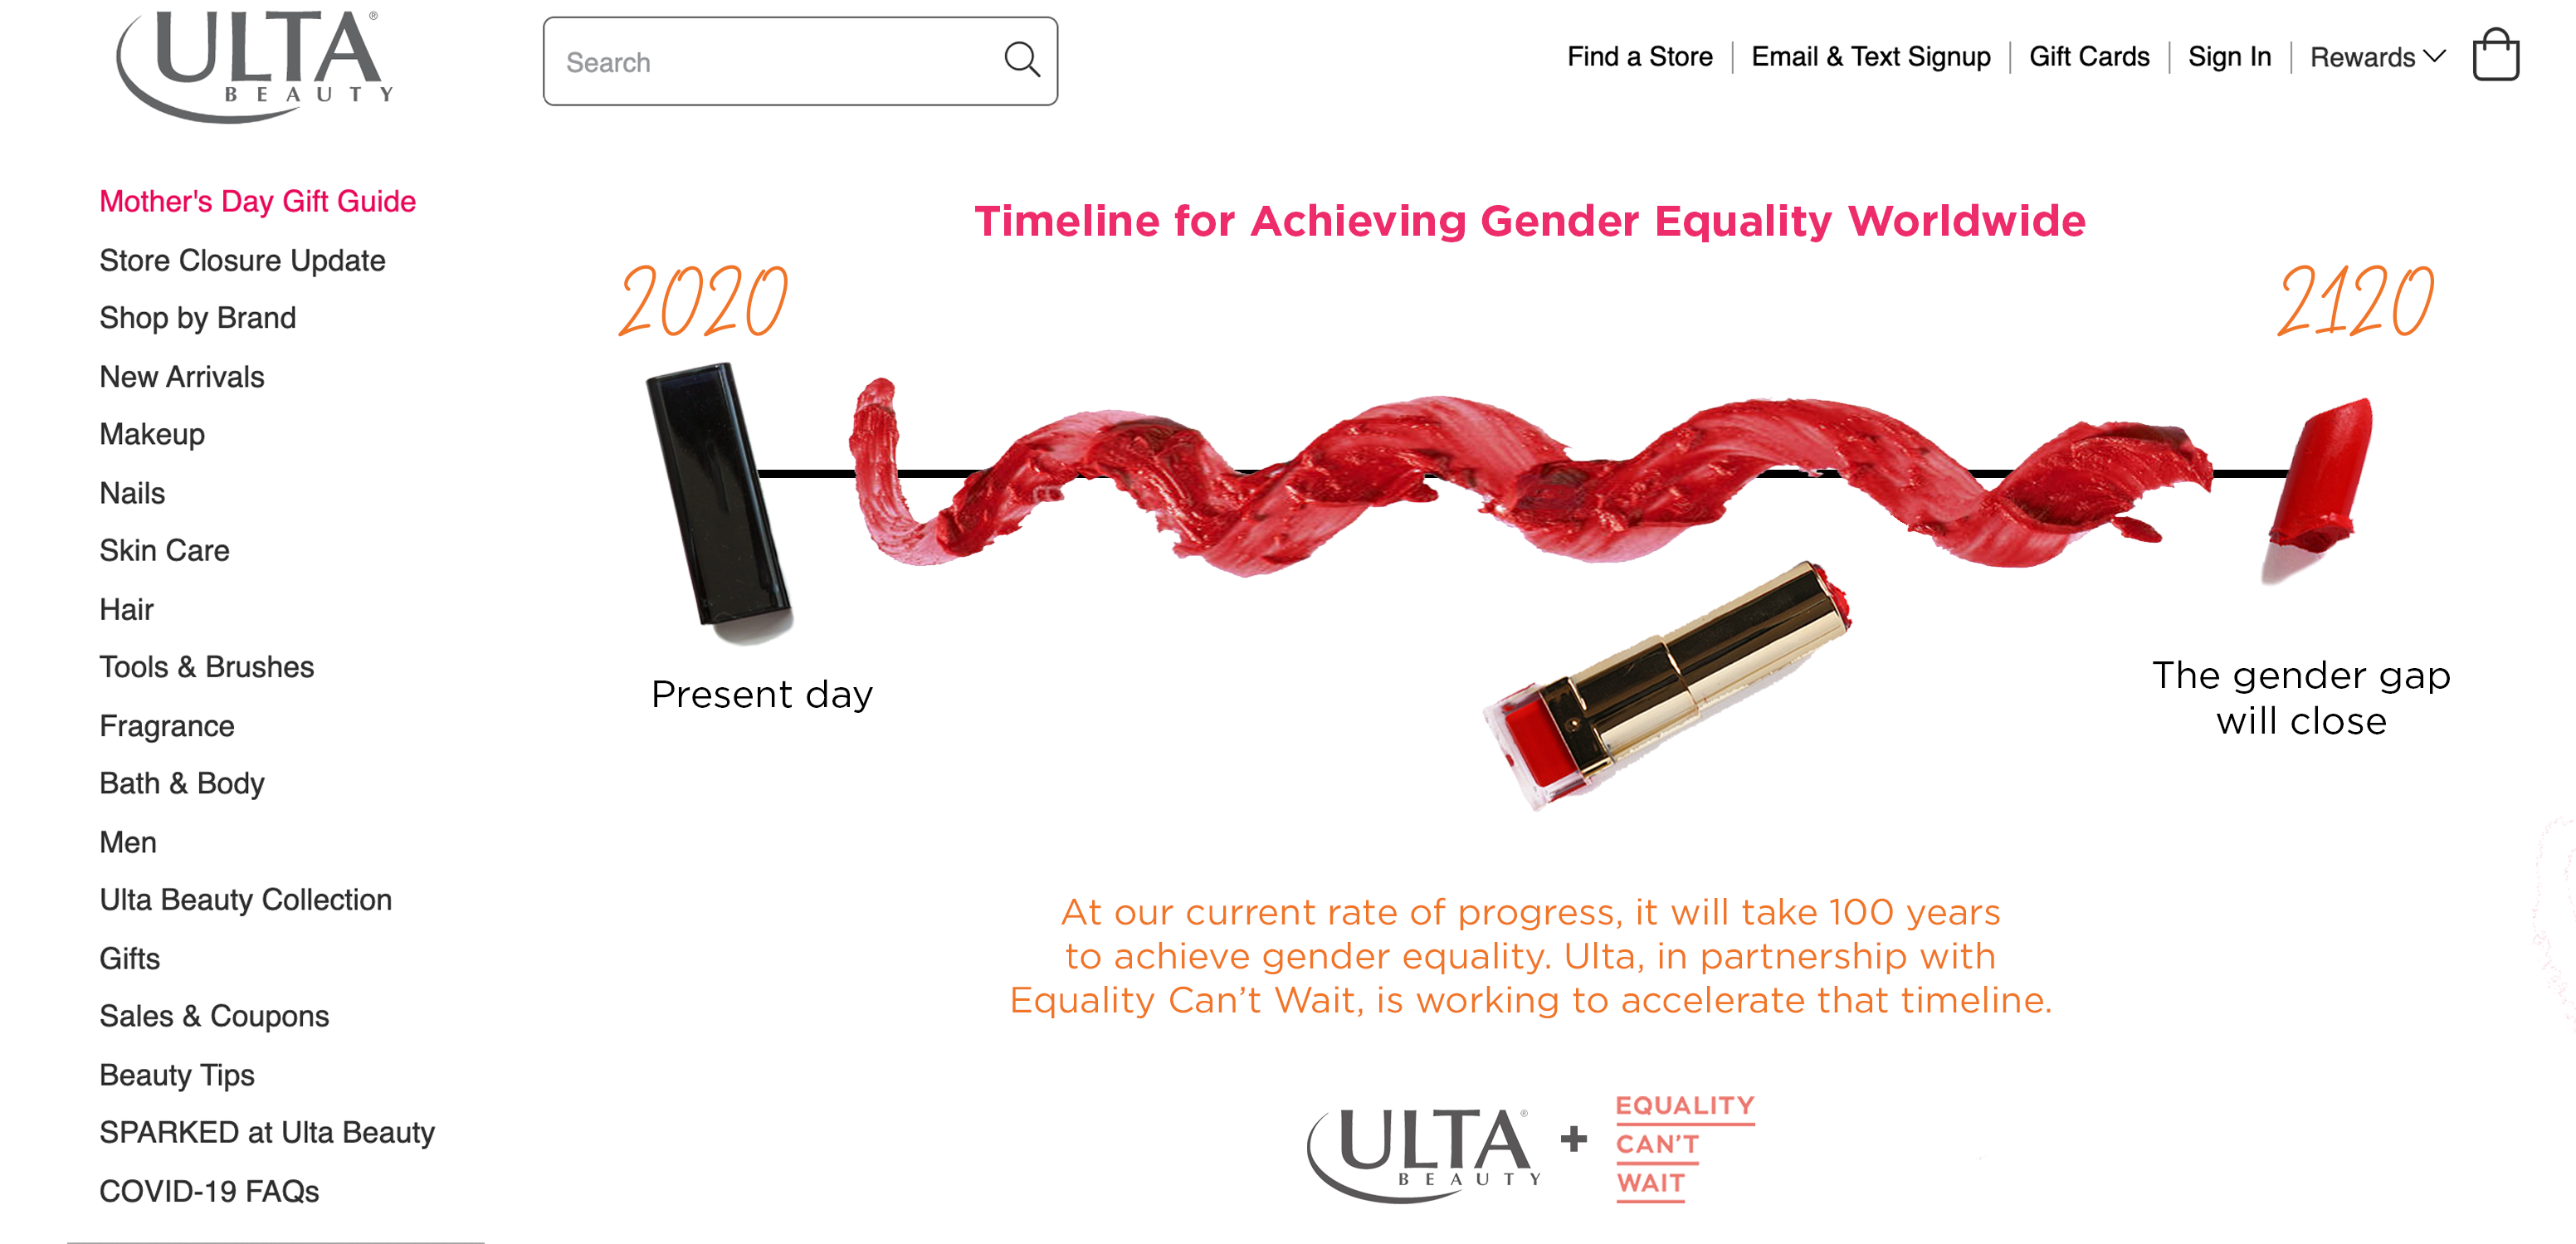 ULTA®
BEAUTY
Search
Find a Store
Email & Text Signup
Gift Cards
Sign In
Rewards
Mother's Day Gift Guide
Store Closure Update
Shop by Brand
New Arrivals
Makeup
Nails
Skin Care
Hair
Tools & Brushes
Fragrance
Bath & Body
Men
Ulta Beauty Collection
Gifts
Sales & Coupons
Beauty Tips
SPARKED at Ulta Beauty
COVID-19 FAQs
Timeline for Achieving Gender Equality Worldwide
2020
2120
Present day
The gender gap
will close
At our current rate of progress, it will take 100 years
to achieve gender equality. Ulta, in partnership with
Equality Can’t Wait, is working to accelerate that timeline.
ULTA®
BEAUTY
+
EQUALITY
CAN'T
WAIT